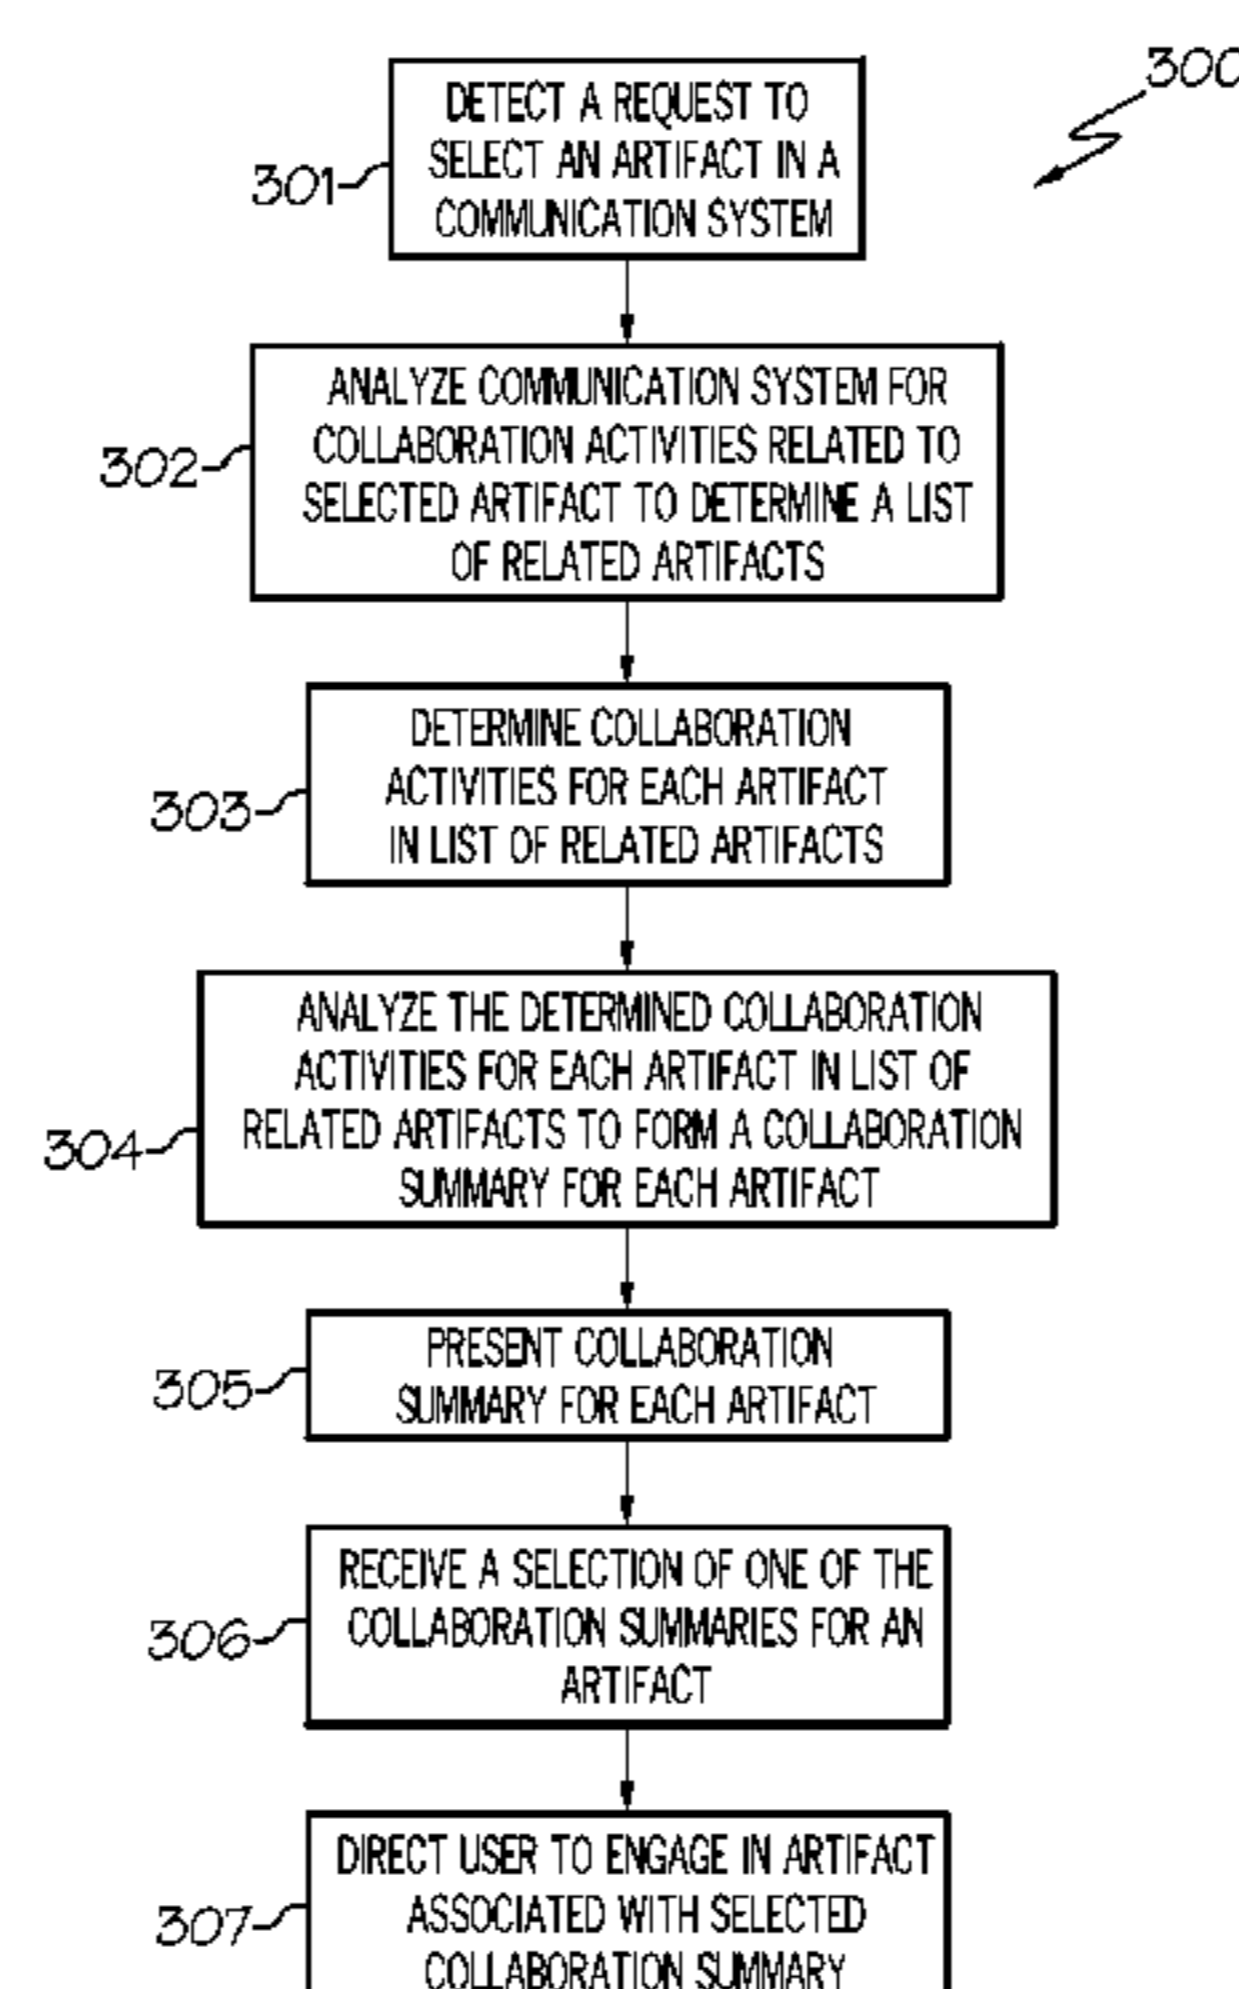 300
DETECT A REQUEST TO
SELECT AN ARTIFACT IN A
COMMUNICATION SYSTEM
301
ANALYZE COMMUNICATION SYSTEM FOR
COLLABORATION ACTIVITIES RELATED TO
SELECTED ARTIFACT TO DETERMINE A LIST
OF RELATED ARTIFACTS
302
DETERMINE COLLABORATION
ACTIVITIES FOR EACH ARTIFACT
IN LIST OF RELATED ARTIFACTS
303
ANALYZE THE DETERMINED COLLABORATION
ACTIVITIES FOR EACH ARTIFACT IN LIST OF
RELATED ARTIFACTS TO FORM A COLLABORATION
SUMMARY FOR EACH ARTIFACT
304
PRESENT COLLABORATION
SUMMARY FOR EACH ARTIFACT
305
RECEIVE A SELECTION OF ONE OF THE
COLLABORATION SUMMARIES FOR AN
ARTIFACT
306
DIRECT USER TO ENGAGE IN ARTIFACT
ASSOCIATED WITH SELECTED
COLLABORATION SUMMARY
307